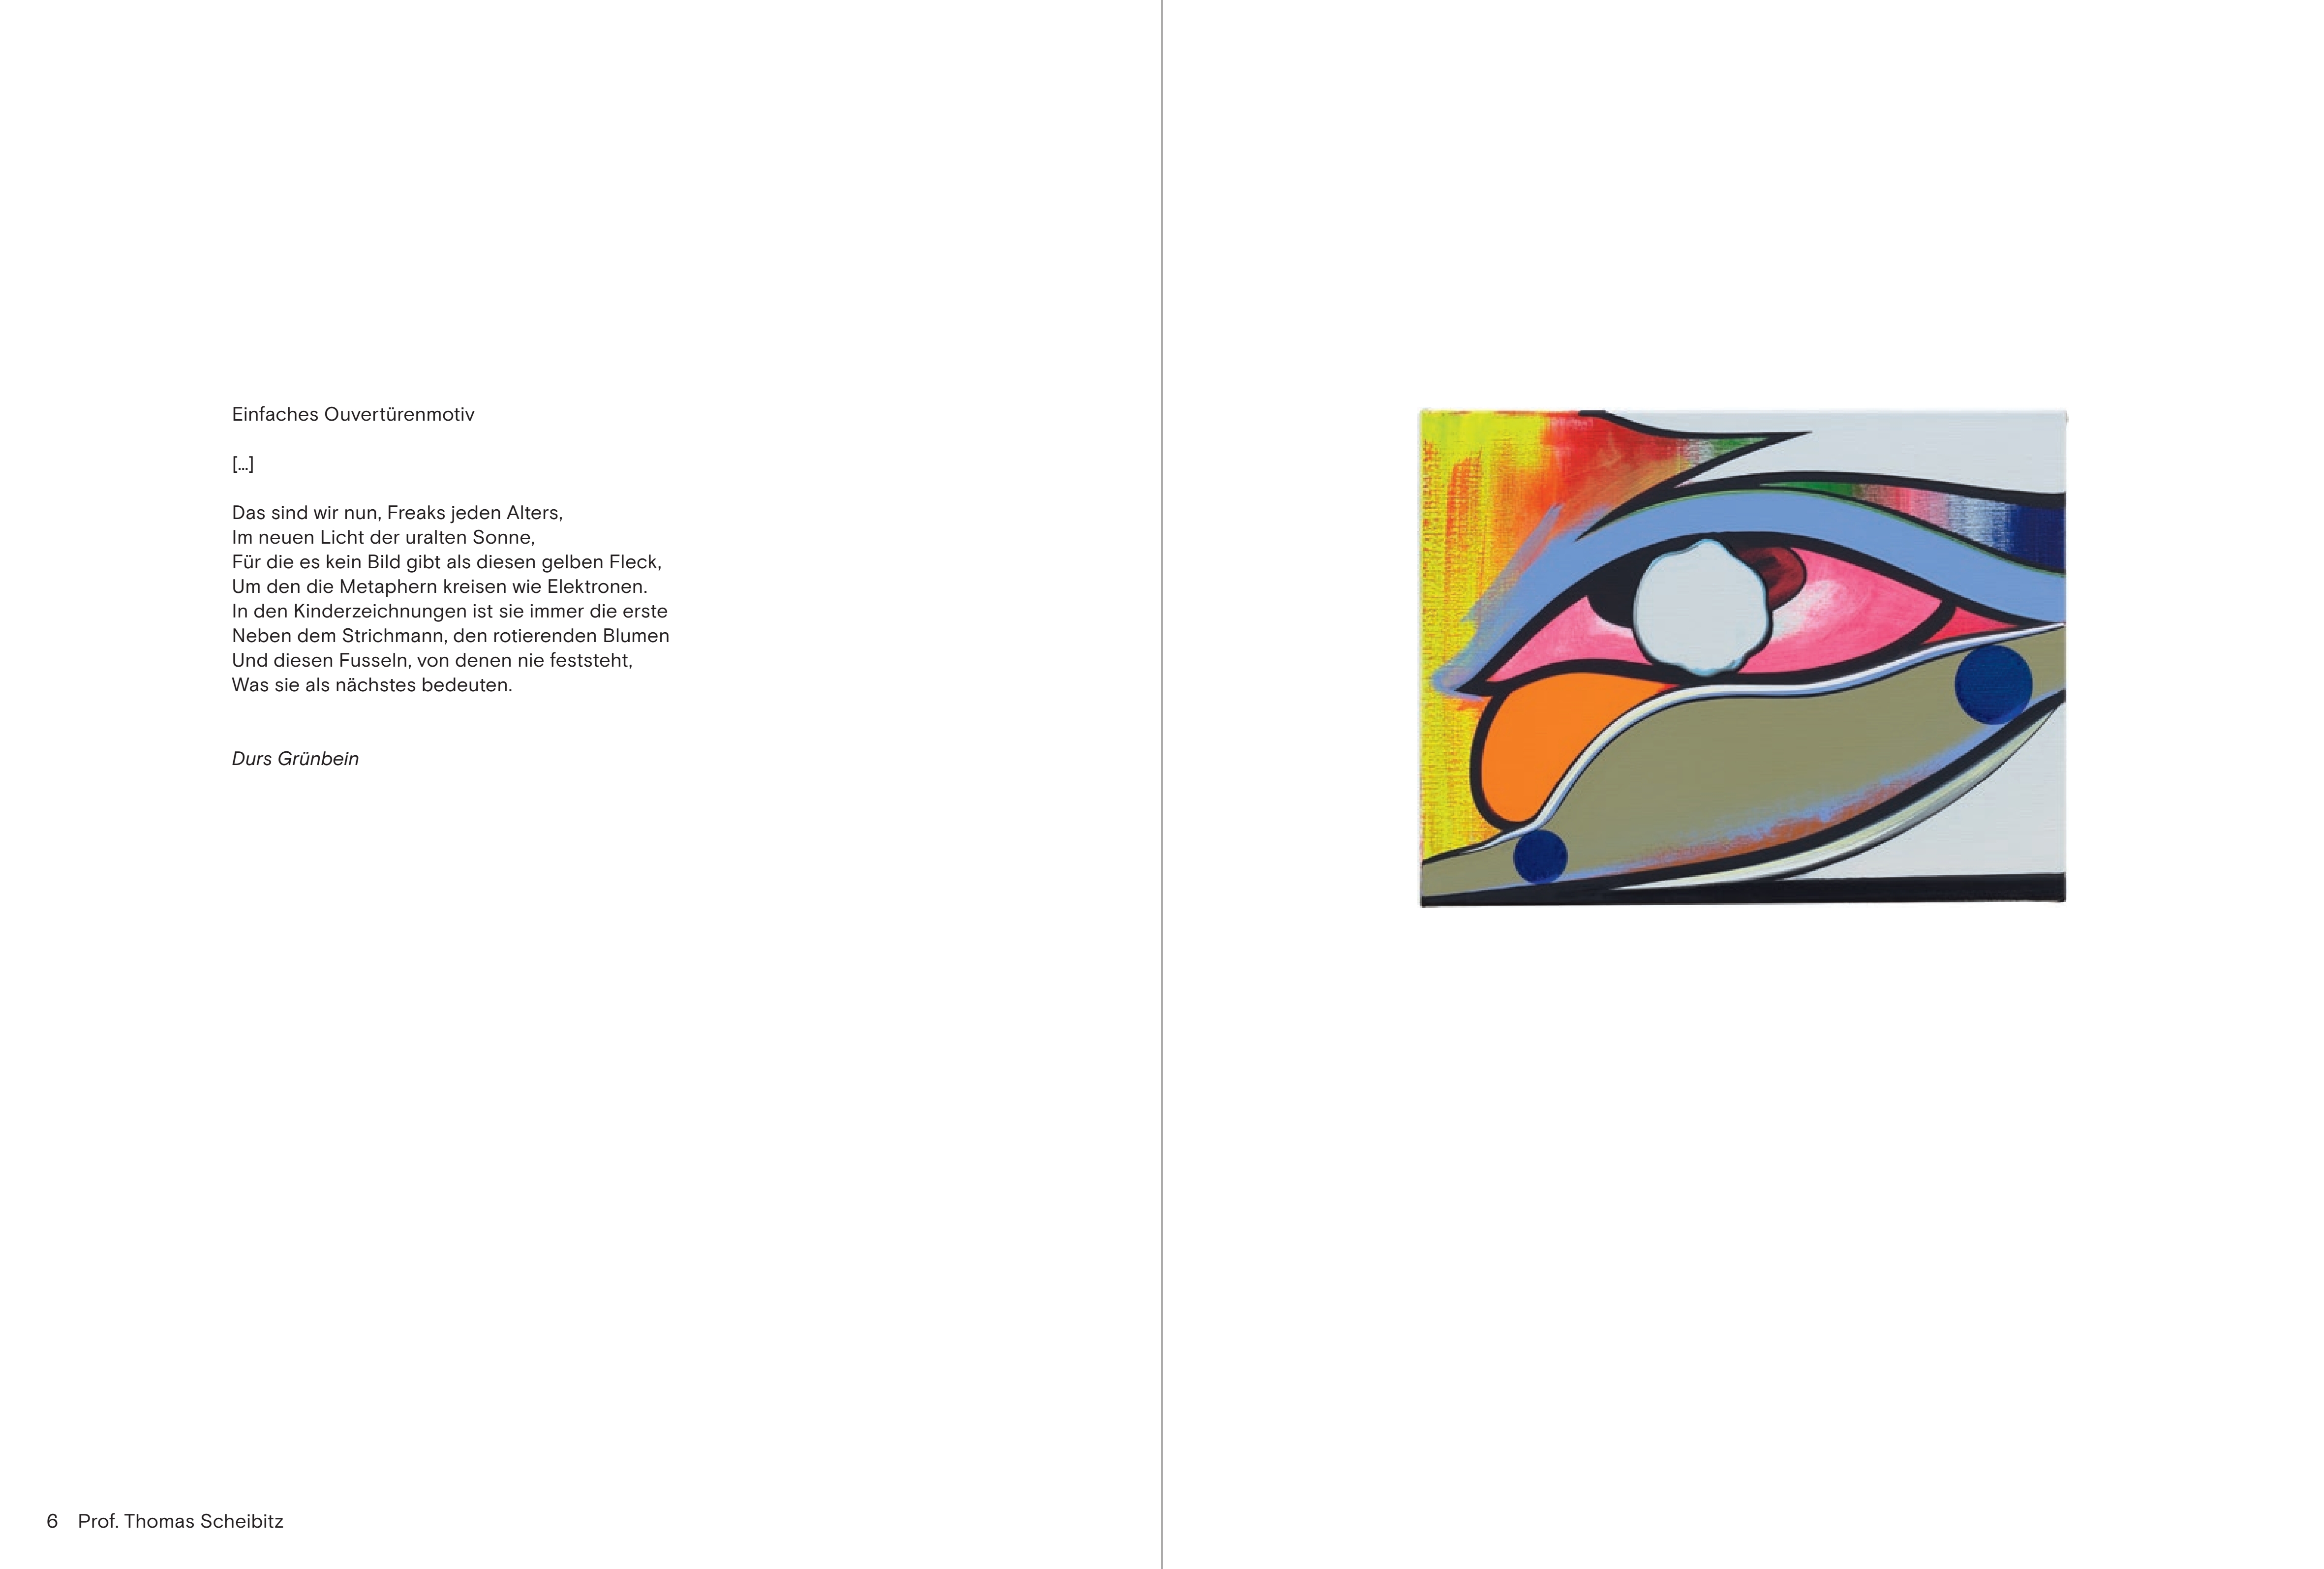 Einfaches Ouvertürenmotiv
[...]
Das sind wir nun, Freaks jeden Alters,
Im neuen Licht der uralten Sonne,
Für die es kein Bild gibt als diesen gelben Fleck,
Um den die Metaphern kreisen wie Elektronen.
In den Kinderzeichnungen ist sie immer die erste
Neben dem Strichmann, den rotierenden Blumen
Und diesen Fusseln, von denen nie feststeht,
Was sie als nächstes bedeuten.
Durs Grünbein
6 Prof. Thomas Scheibitz